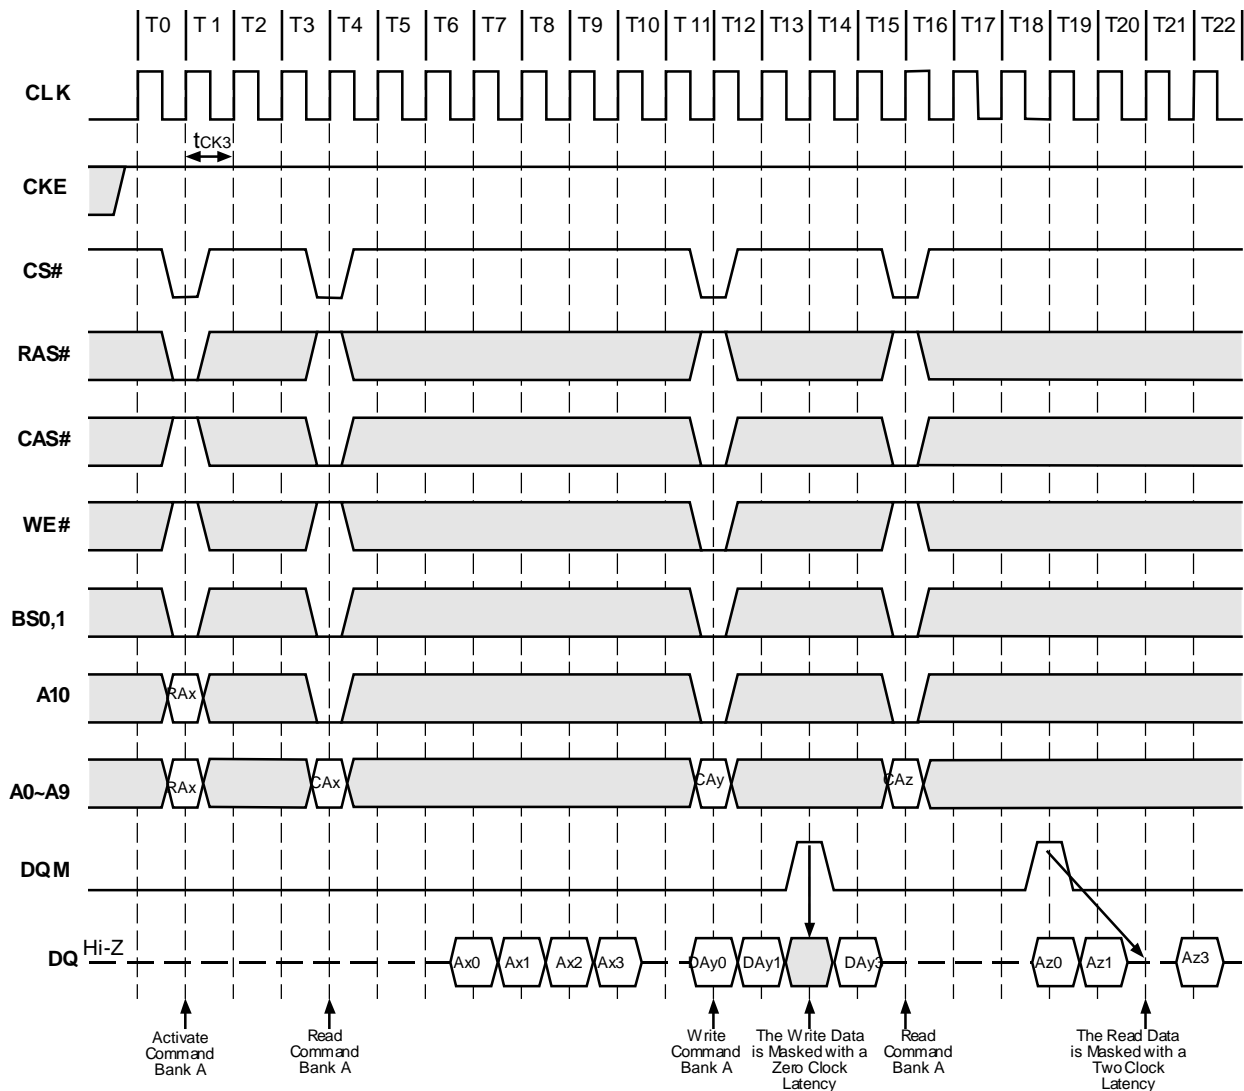 T0 T 1 T2 T3 T4 T5 T6 T7 T8 T9 T10 T 11 T12 T13 T14 T15 T16 T17 T18 T19 T20 T21 T22
CLK
tCK3
CKE
CS#
RAS#
CAS#
WE#
BS0,1
A10
RAx
A0~A9
RAx CAx CAy CAz
DQM
Hi-Z
DQ
Ax0 Ax1 Ax2 Ax3 DAy0 DAy1 DAy3 Az0 Az1 Az3
Activate
Command
Bank A
Read
Command
Bank A
Write
Command
Bank A
The Write Data
is Masked with a
Zero Clock
Latency
Read
Command
Bank A
The Read Data
is Masked with a
Two Clock
Latency